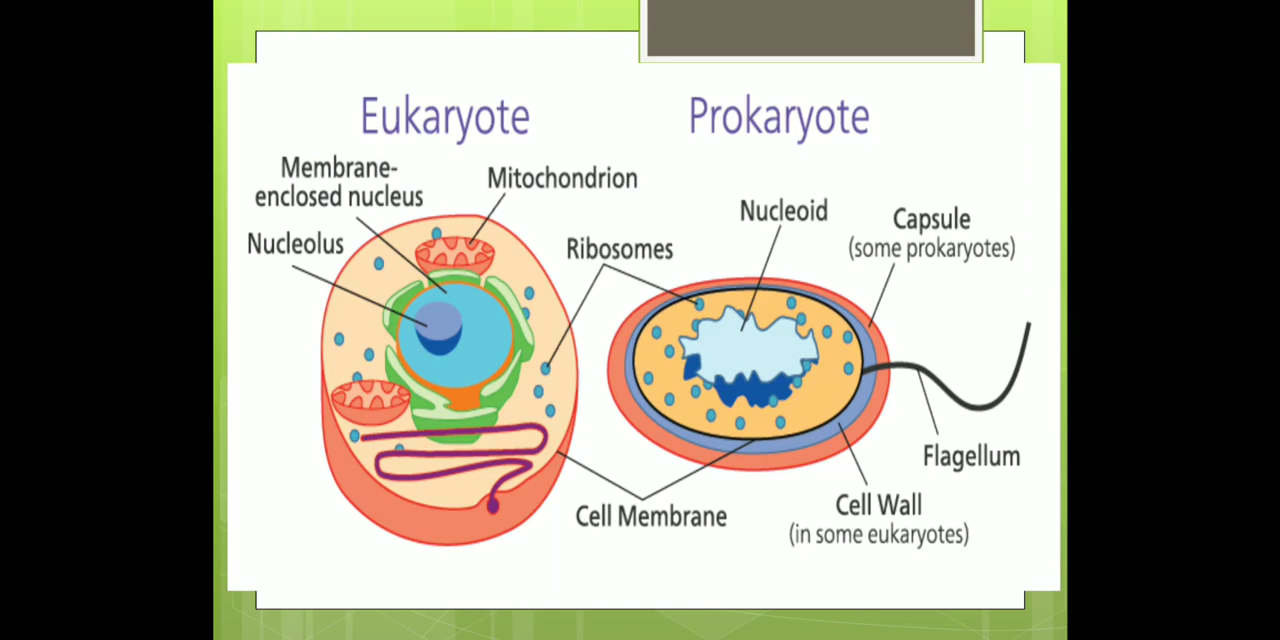 Eukaryote
Prokaryote
Membrane-
enclosed nucleus
Mitochondrion
Nucleolus
Ribosomes
Nucleoid
Capsule
(some prokaryotes)
Cell Membrane
Flagellum
Cell Wall
(in some eukaryotes)